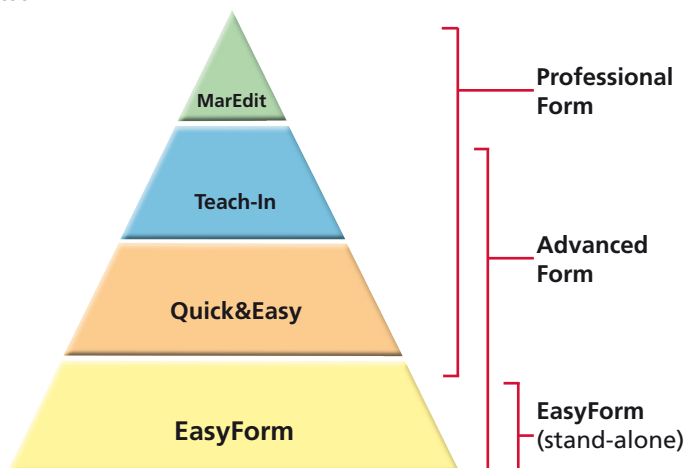 MarEdit
Teach-In
Quick&Easy
EasyForm
Professional
Form
Advanced
Form
EasyForm
(stand-alone)